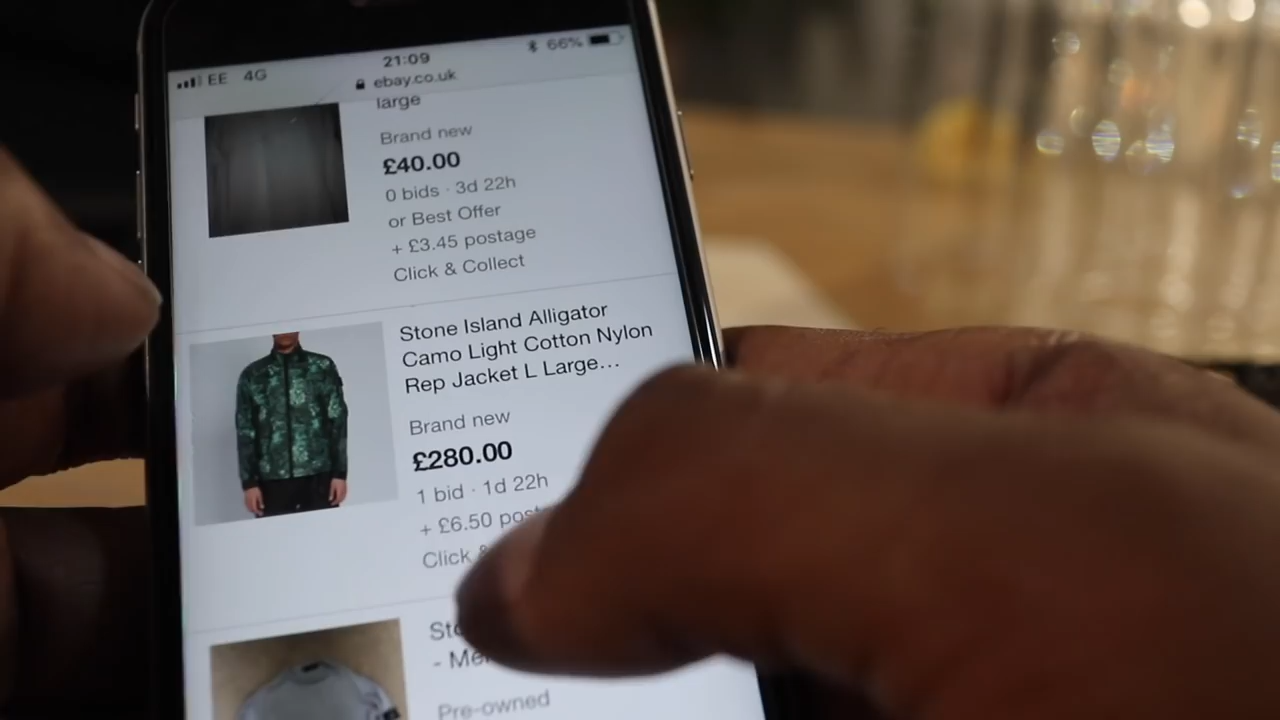 EE 4G 21:09 66%
ebay.co.uk
large
Brand new
£40.00
0 bids · 3d 22h
or Best Offer
+ £3.45 postage
Click & Collect
Stone Island Alligator
Camo Light Cotton Nylon
Rep Jacket L Large...
Brand new
£280.00
1 bid · 1d 22h
+ £6.50
Click
Pre-owned